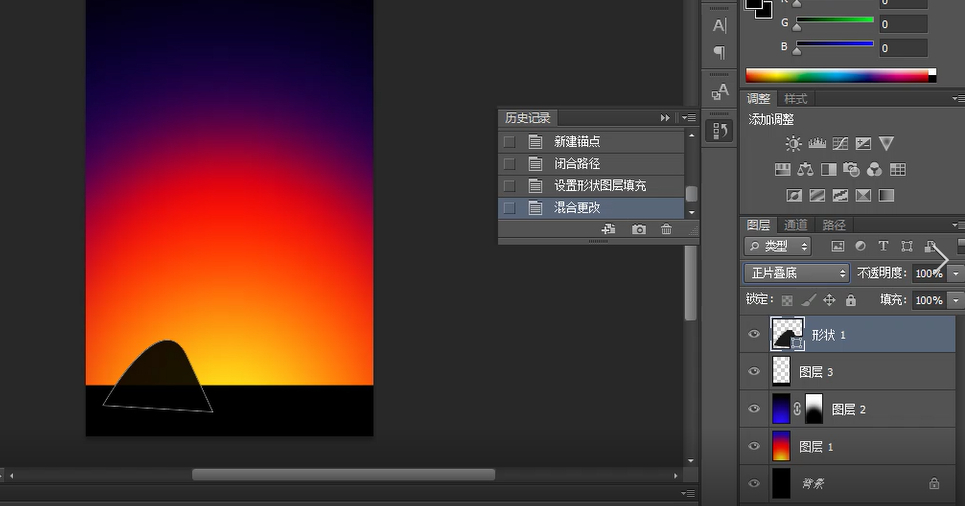 A|
G 0
B 0
A
调整 样式
添加调整
历史记录
新建锚点
闭合路径
设置形状图层填充
混合更改
图层 通道 路径
类型
正片叠底 不透明度: 100%
锁定: 填充: 100%
形状 1
图层 3
图层 2
图层 1
背景